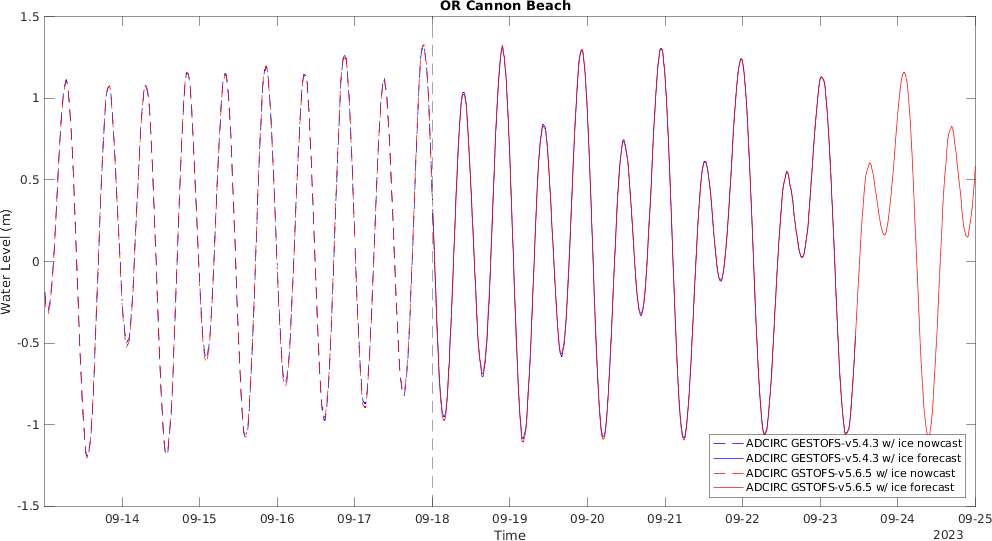 OR Cannon Beach
1.5
1
0.5
0
-0.5
-1
-1.5
Water Level (m)
ADCIRC GESTOFS-v5.4.3 w/ ice nowcast
ADCIRC GESTOFS-v5.4.3 w/ ice forecast
ADCIRC GSTOFS-v5.6.5 w/ ice nowcast
ADCIRC GSTOFS-v5.6.5 w/ ice forecast
09-14 09-15 09-16 09-17 09-18 09-19 09-20 09-21 09-22 09-23 09-24 09-25
Time
2023